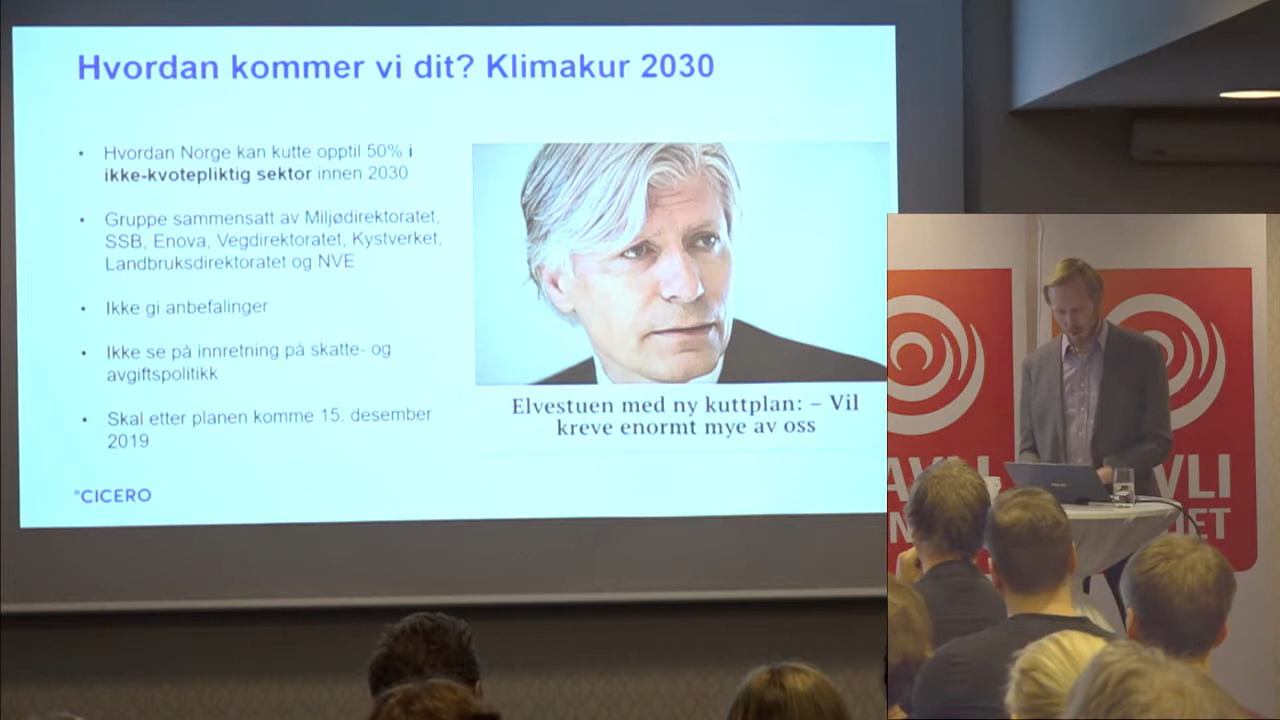 Hvordan kommer vi dit? Klimakur 2030
• Hvordan Norge kan kutte opptil 50% i
ikke-kvotepliktig sektor innen 2030
• Gruppe sammensatt av Miljødirektoratet,
SSB, Enova, Vegdirektoratet, Kystverket,
Landbruksdirektoratet og NVE
• Ikke gi anbefalinger
• Ikke se på innretning på skatte- og
avgiftspolitikk
• Skal etter planen komme 15. desember
2019
°CICERO
Elvestuen med ny kuttplan: – Vil
kreve enormt mye av oss